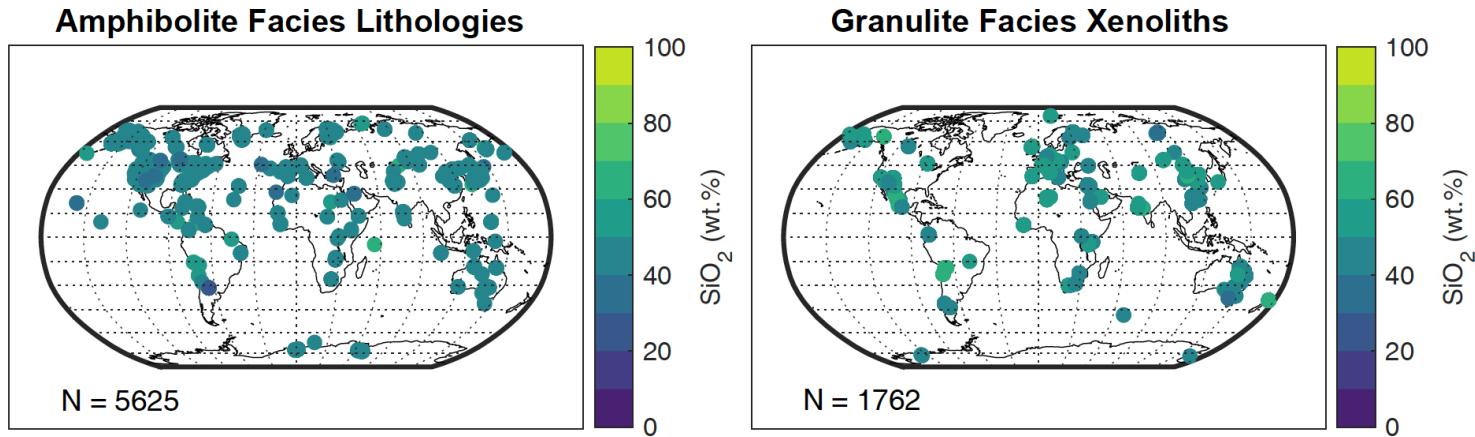 Amphibolite Facies Lithologies
100
80
60
40
20
0
SiO2 (wt.%)
N = 5625
Granulite Facies Xenoliths
100
80
60
40
20
0
SiO2 (wt.%)
N = 1762